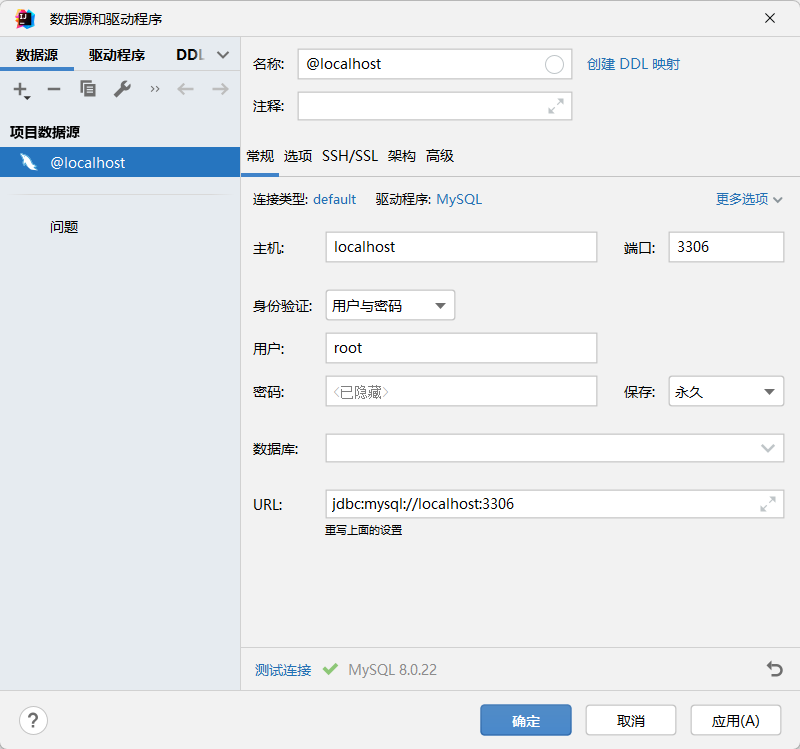 数据源和驱动程序
数据源 驱动程序 DDL
项目数据源
@localhost
问题
名称: @localhost 创建 DDL 映射
注释:
常规 选项 SSH/SSL 架构 高级
连接类型: default 驱动程序: MySQL 更多选项
主机: localhost 端口: 3306
身份验证: 用户与密码
用户: root
密码: <已隐藏> 保存: 永久
数据库:
URL: jdbc:mysql://localhost:3306
重写上面的设置
测试连接 MySQL 8.0.22
? 确定 取消 应用(A)